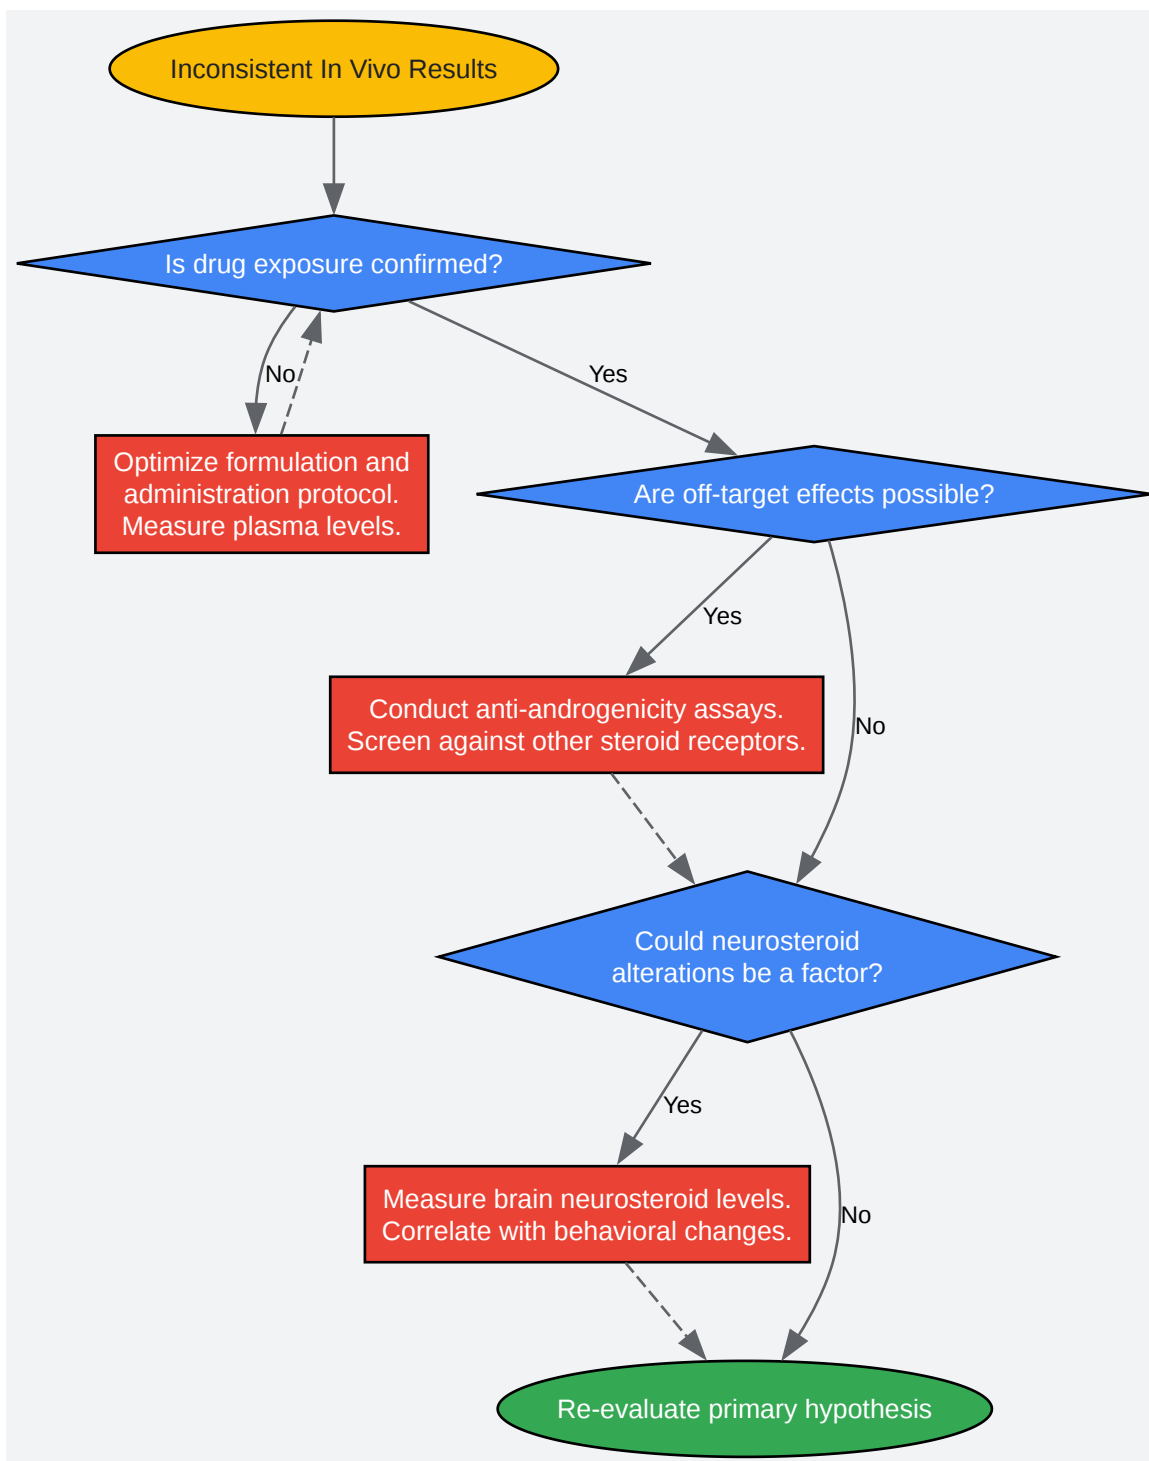 Inconsistent In Vivo Results
Is drug exposure confirmed?
No
Yes
Optimize formulation and
administration protocol.
Measure plasma levels.
Are off-target effects possible?
Yes
Conduct anti-androgenicity assays.
Screen against other steroid receptors.
No
Could neurosteroid
alterations be a factor?
Yes
Measure brain neurosteroid levels.
Correlate with behavioral changes.
No
Re-evaluate primary hypothesis